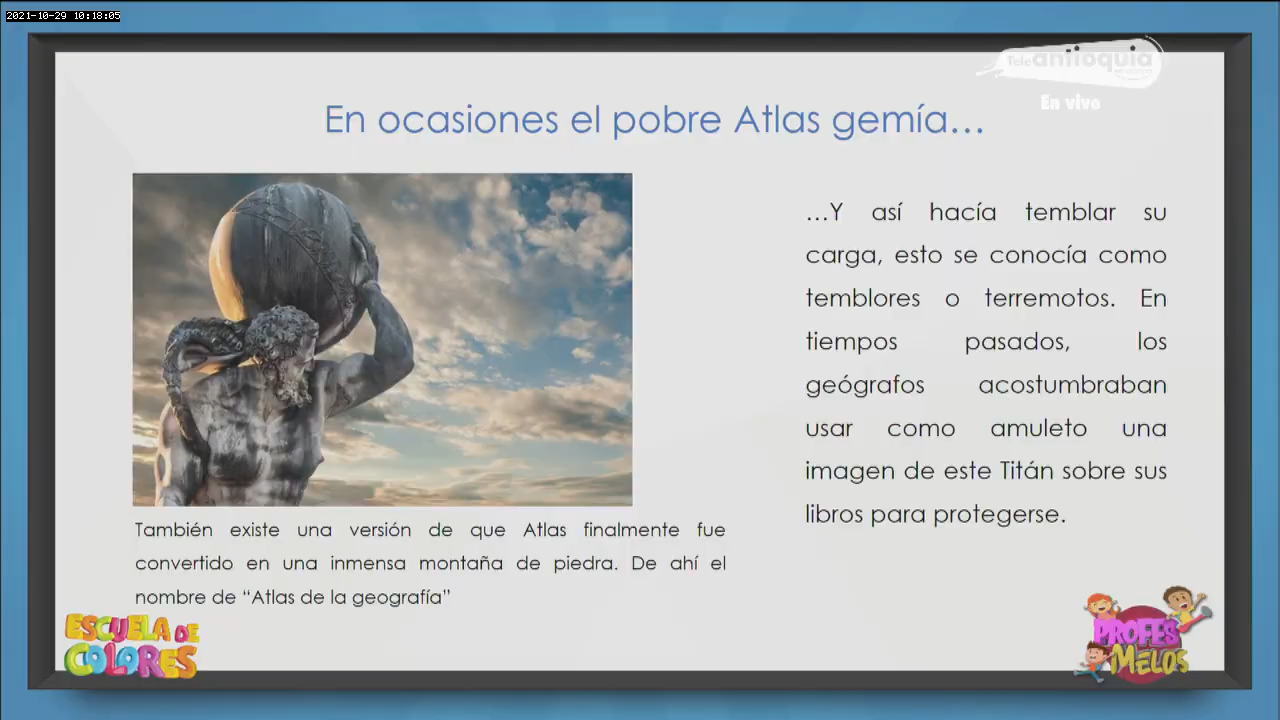 2021-10-29 10:18:05
Teleantioquia
En vivo
En ocasiones el pobre Atlas gemía...
...Y así hacía temblar su
carga, esto se conocía como
temblores o terremotos. En
tiempos pasados, los
geógrafos acostumbraban
usar como amuleto una
imagen de este Titán sobre sus
libros para protegerse.
También existe una versión de que Atlas finalmente fue
convertido en una inmensa montaña de piedra. De ahí el
nombre de “Atlas de la geografía”
ESCUELA DE
COLORES
PROFES
MELOS